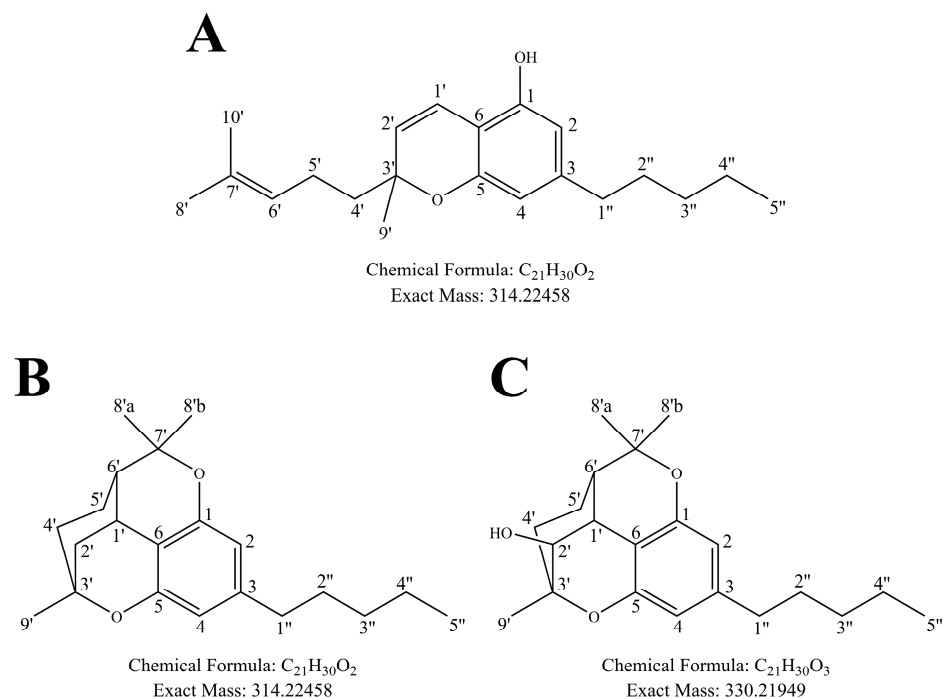 A
OH
1'
1
10'
6
2
2'
5'
2"
4"
3'
7'
3
5
8'
6'
4'
O
4
1"
3"
5"
9'
Chemical Formula: C21H30O2
Exact Mass: 314.22458
B
8'a
8'b
7'
6'
O
5'
1
4'
6
2
2'
1'
3'
3
2"
4"
5
9'
O
4
1"
3"
5"
Chemical Formula: C21H30O2
Exact Mass: 314.22458
C
8'a
8'b
7'
6'
O
5'
4'
1
HO
6
2
2'
1'
3'
3
2"
4"
5
9'
O
4
1"
3"
5"
Chemical Formula: C21H30O3
Exact Mass: 330.21949